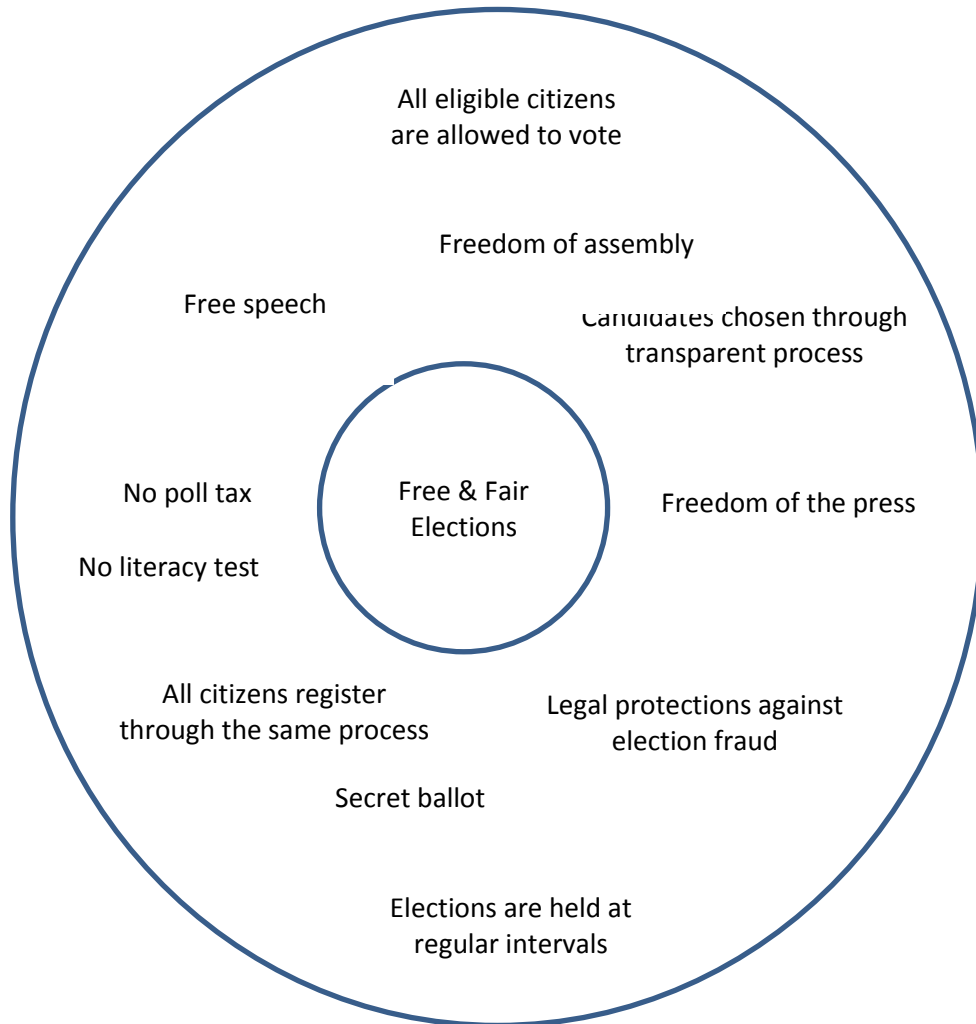 All eligible citizens
are allowed to vote
Freedom of assembly
Free speech
Candidates chosen through
transparent process
No poll tax
Free & Fair
Elections
Freedom of the press
No literacy test
All citizens register
through the same process
Legal protections against
election fraud
Secret ballot
Elections are held at
regular intervals